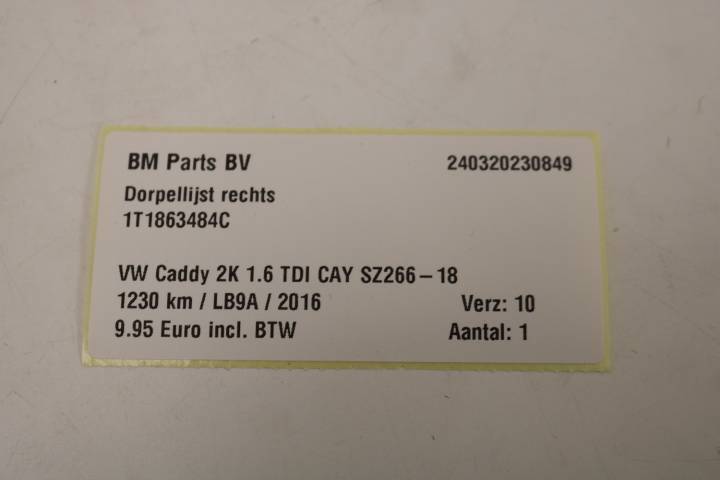 BM Parts BV 240320230849
Dorpellijst rechts
1T1863484C
VW Caddy 2K 1.6 TDI CAY SZ266-18
1230 km / LB9A / 2016 Verz: 10
9.95 Euro incl. BTW Aantal: 1